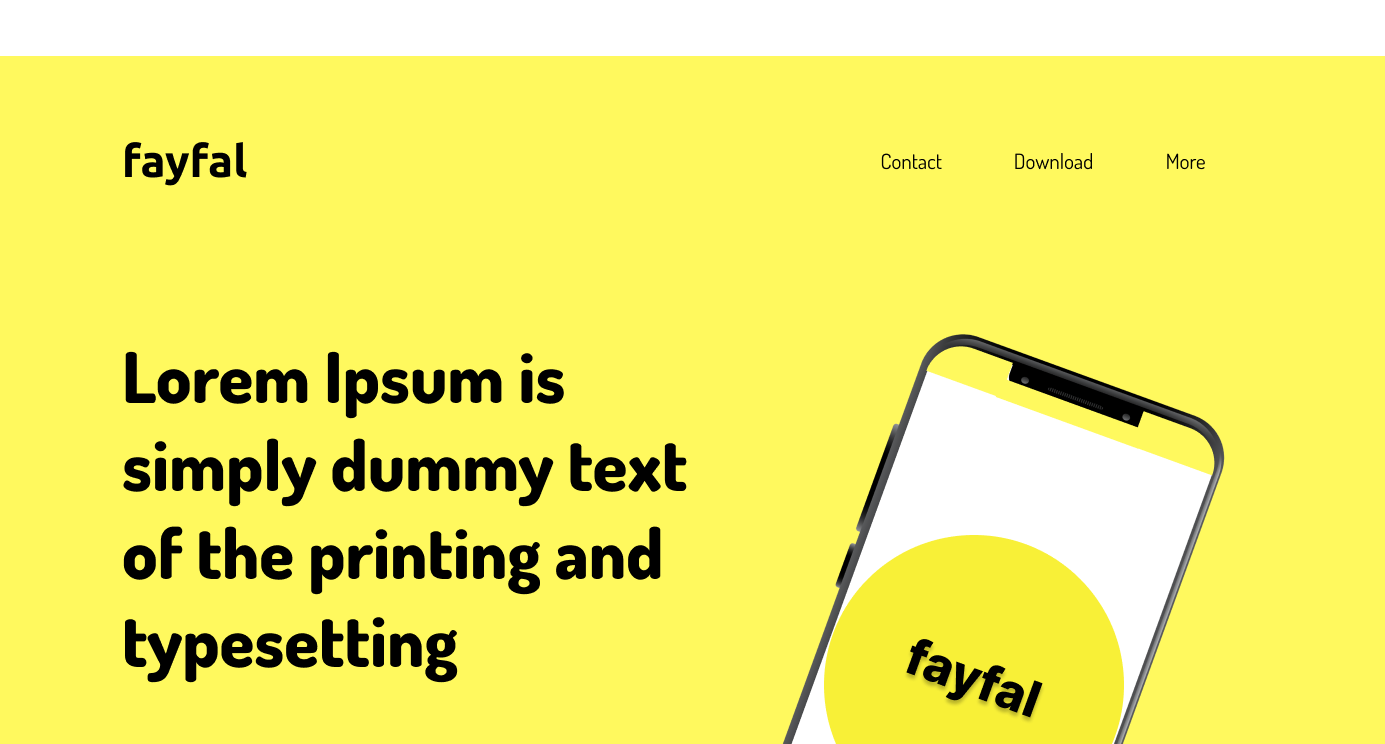 fayfal
Contact Download More
Lorem Ipsum is
simply dummy text
of the printing and
typesetting
fayfal